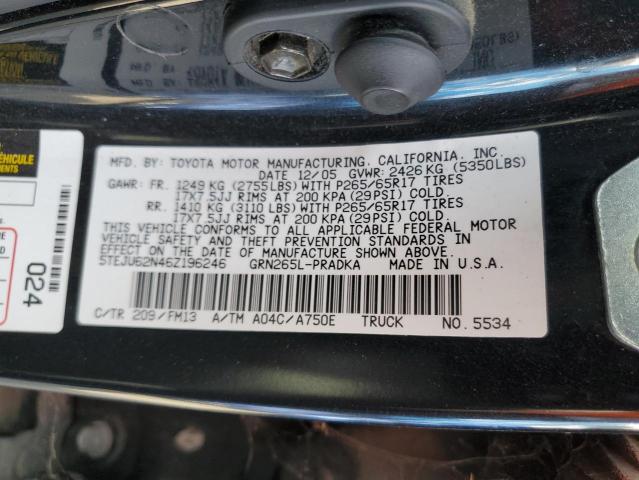 MFD. BY: TOYOTA MOTOR MANUFACTURING, CALIFORNIA, INC.
DATE 12/05 GVWR: 2426 KG (5350LBS)
GAWR: FR. 1249 KG (2755LBS) WITH P265/65R17 TIRES
17X7.5JJ RIMS AT 200 KPA (29PSI) COLD.
RR. 1410 KG (3110 LBS) WITH P265/65R17 TIRES
17X7.5JJ RIMS AT 200 KPA (29PSI) COLD.
THIS VEHICLE CONFORMS TO ALL APPLICABLE FEDERAL MOTOR
VEHICLE SAFETY AND THEFT PREVENTION STANDARDS IN
EFFECT ON THE DATE OF MANUFACTURE SHOWN ABOVE.
5TEJU62N46Z196246 GRN265L-PRADKA MADE IN U.S.A.
C/TR 209/FM13 A/TM A04C/A750E TRUCK NO. 5534
VÉHICULE
024